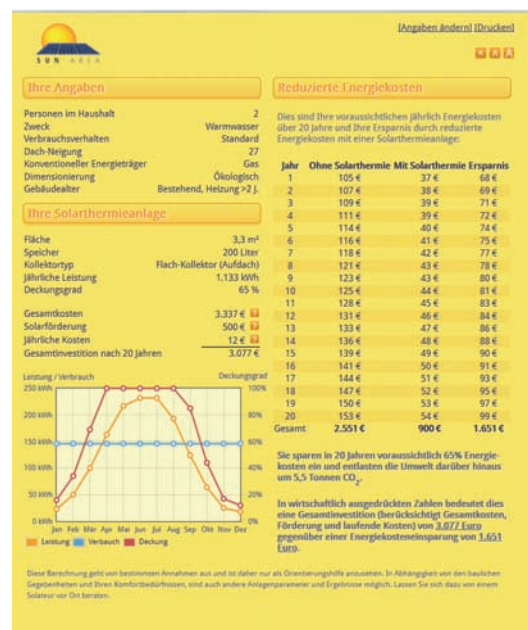 [Angaben ändern] [Drucken]
A A A
SUN AREA
Ihre Angaben
Personen im Haushalt 2
Zweck Warmwasser
Verbrauchsverhalten Standard
Dach-Neigung 27
Konventioneller Energieträger Gas
Dimensionierung Ökologisch
Gebäudealter Bestehend, Heizung >2 J.
Ihre Solarthermieanlage
Fläche 3,3 m²
Speicher 200 Liter
Kollektortyp Flach-Kollektor (Aufdach)
Jährliche Leistung 1.133 kWh
Deckungsgrad 65 %
Gesamtkosten 3.337 € ?
Solarförderung 500 € ?
Jährliche Kosten 12 € ?
Gesamtinvestition nach 20 Jahren 3.077 €
Leistung / Verbrauch Deckungsgrad
250 kWh 100%
200 kWh 80%
150 kWh 60%
100 kWh 40%
50 kWh 20%
0 kWh 0%
Jan Feb Mär Apr Mai Jun Jul Aug Sep Okt Nov Dez
Leistung Verbauch Deckung
Reduzierte Energiekosten
Dies sind Ihre voraussichtlichen jährlich Energiekosten
über 20 Jahre und Ihre Ersparnis durch reduzierte
Energiekosten mit einer Solarthermieanlage:
Jahr Ohne Solarthermie Mit Solarthermie Ersparnis
1 105 € 37 € 68 €
2 107 € 38 € 69 €
3 109 € 39 € 71 €
4 111 € 39 € 72 €
5 114 € 40 € 74 €
6 116 € 41 € 75 €
7 118 € 42 € 77 €
8 121 € 43 € 78 €
9 123 € 43 € 80 €
10 125 € 44 € 81 €
11 128 € 45 € 83 €
12 131 € 46 € 84 €
13 133 € 47 € 86 €
14 136 € 48 € 88 €
15 139 € 49 € 90 €
16 141 € 50 € 91 €
17 144 € 51 € 93 €
18 147 € 52 € 95 €
19 150 € 53 € 97 €
20 153 € 54 € 99 €
Gesamt 2.551 € 900 € 1.651 €
Sie sparen in 20 Jahren voraussichtlich 65% Energie-
kosten ein und entlasten die Umwelt darüber hinaus
um 5,5 Tonnen CO₂.
In wirtschaftlich ausgedrückten Zahlen bedeutet dies
eine Gesamtinvestition (berücksichtigt Gesamtkosten,
Förderung und laufende Kosten) von 3.077 Euro
gegenüber einer Energiekosteneinsparung von 1.651
Euro.
Diese Berechnung geht von bestimmten Annahmen aus und ist daher nur als Orientierungshilfe anzusehen. In Abhängigkeit von den baulichen
Gegebenheiten und Ihren Komfortbedürfnissen, sind auch andere Anlagenparameter und Ergebnisse möglich. Lassen Sie sich dazu von einem
Solateur vor Ort beraten.